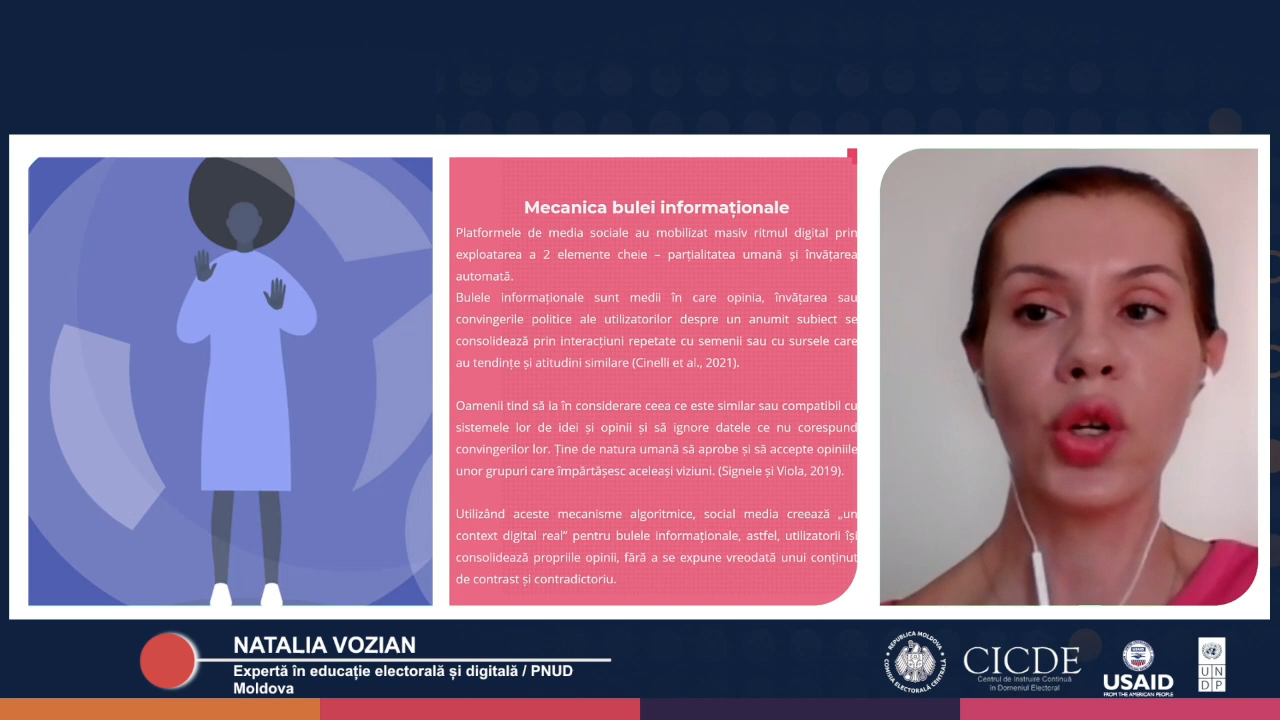 Mecanica bulei informaționale
Platformele de media sociale au mobilizat masiv ritmul digital prin
exploatarea a 2 elemente cheie – parțialitatea umană și învățarea
automată.
Bulele informaționale sunt medii în care opinia, învățarea sau
convingerile politice ale utilizatorilor despre un anumit subiect se
consolidează prin interacțiuni repetate cu semenii sau cu sursele care
au tendințe și atitudini similare (Cinelli et al., 2021).
Oamenii tind să ia în considerare ceea ce este similar sau compatibil cu
sistemele lor de idei și opinii și să ignore datele ce nu corespund
convingerilor lor. Ține de natura umană să aprobe și să accepte opiniile
unor grupuri care împărtășesc aceleași viziuni. (Signele și Viola, 2019).
Utilizând aceste mecanisme algoritmice, social media creează „un
context digital real” pentru bulele informaționale, astfel, utilizatorii își
consolidează propriile opinii, fără a se expune vreodată unui conținut
de contrast și contradictoriu.
NATALIA VOZIAN
Expertă în educație electorală și digitală / PNUD
Moldova
REPUBLICA MOLDOVA
COMISIA ELECTORALĂ CENTRALĂ
CICDE
Centrul de Instruire Continuă
în Domeniul Electoral
USAID
FROM THE AMERICAN PEOPLE
U N
D P